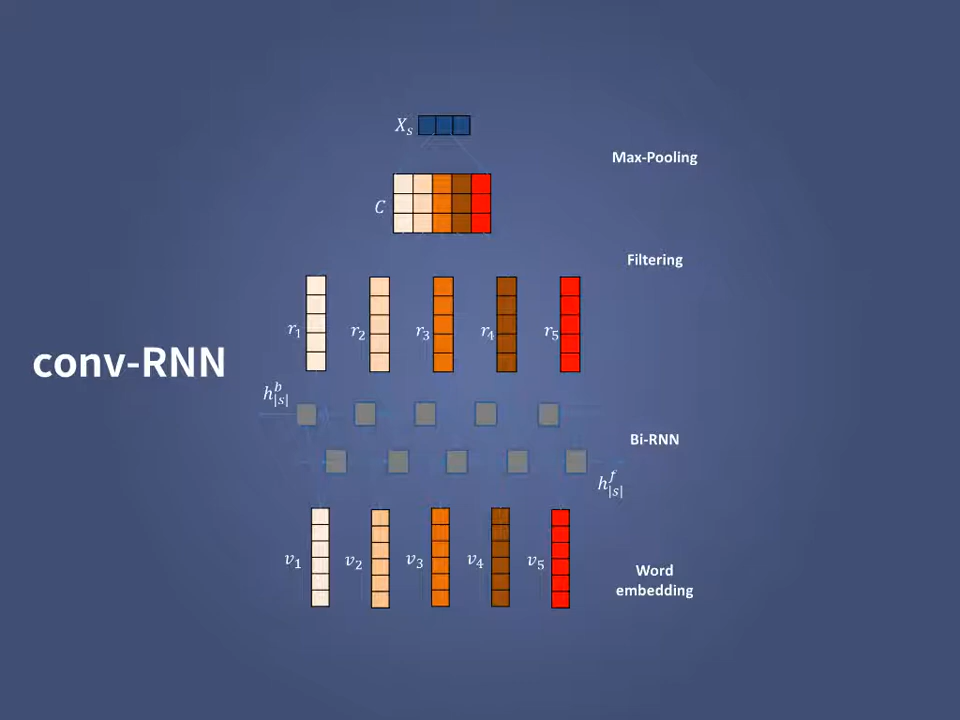 X_s
Max-Pooling
C
Filtering
r_1 r_2 r_3 r_4 r_5
conv-RNN
h^b_{|s|}
Bi-RNN
h^f_{|s|}
v_1 v_2 v_3 v_4 v_5
Word
embedding